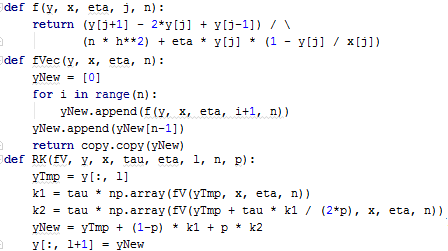 def f(y, x, eta, j, n):
    return (y[j+1] - 2*y[j] + y[j-1]) / \
           (n * h**2) + eta * y[j] * (1 - y[j] / x[j])
def fVec(y, x, eta, n):
    yNew = [0]
    for i in range(n):
        yNew.append(f(y, x, eta, i+1, n))
    yNew.append(yNew[n-1])
    return copy.copy(yNew)
def RK(fV, y, x, tau, eta, l, n, p):
    yTmp = y[:, l]
    k1 = tau * np.array(fV(yTmp, x, eta, n))
    k2 = tau * np.array(fV(yTmp + tau * k1 / (2*p), x, eta, n))
    yNew = yTmp + (1-p) * k1 + p * k2
    y[:, l+1] = yNew